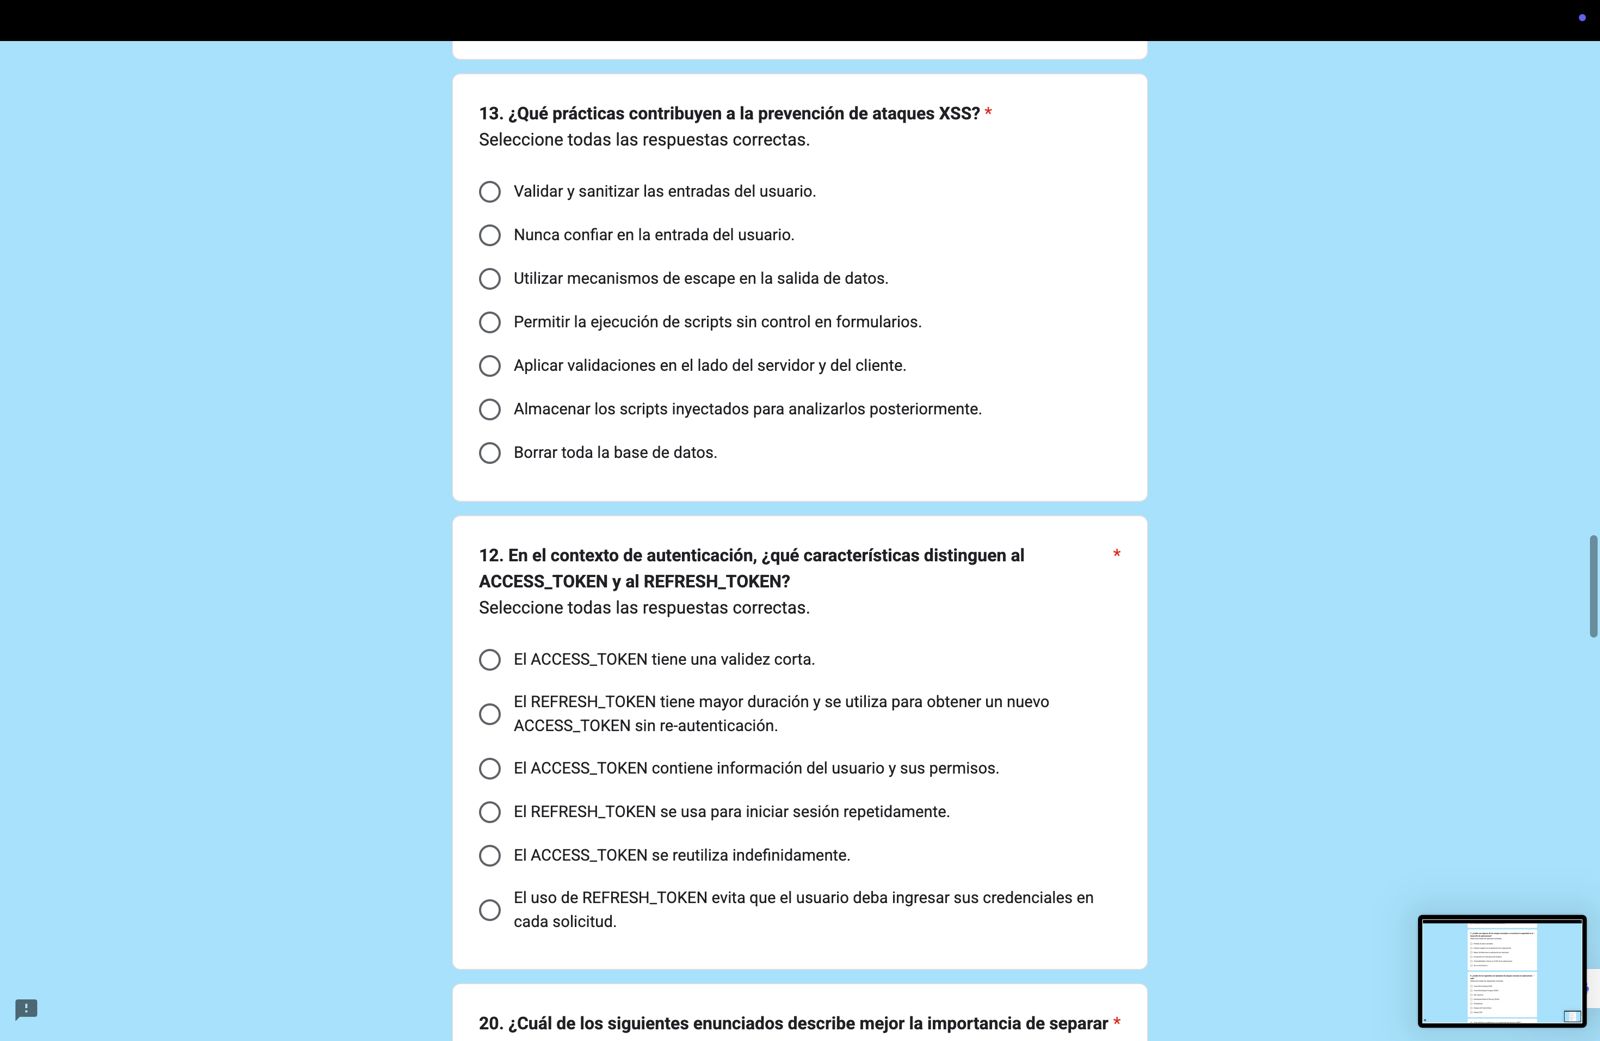 13. ¿Qué prácticas contribuyen a la prevención de ataques XSS? *
Seleccione todas las respuestas correctas.
Validar y sanitizar las entradas del usuario.
Nunca confiar en la entrada del usuario.
Utilizar mecanismos de escape en la salida de datos.
Permitir la ejecución de scripts sin control en formularios.
Aplicar validaciones en el lado del servidor y del cliente.
Almacenar los scripts inyectados para analizarlos posteriormente.
Borrar toda la base de datos.
12. En el contexto de autenticación, ¿qué características distinguen al *
ACCESS_TOKEN y al REFRESH_TOKEN?
Seleccione todas las respuestas correctas.
El ACCESS_TOKEN tiene una validez corta.
El REFRESH_TOKEN tiene mayor duración y se utiliza para obtener un nuevo
ACCESS_TOKEN sin re-autenticación.
El ACCESS_TOKEN contiene información del usuario y sus permisos.
El REFRESH_TOKEN se usa para iniciar sesión repetidamente.
El ACCESS_TOKEN se reutiliza indefinidamente.
El uso de REFRESH_TOKEN evita que el usuario deba ingresar sus credenciales en
cada solicitud.
20. ¿Cuál de los siguientes enunciados describe mejor la importancia de separar *